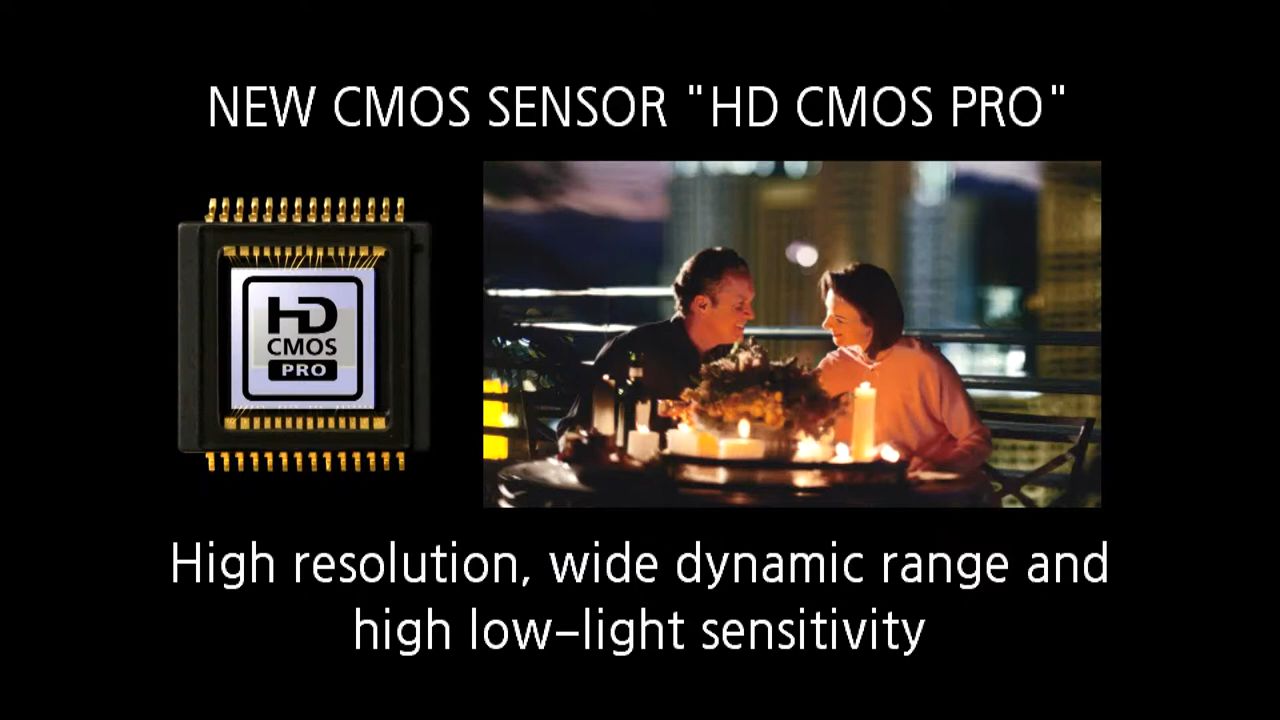 NEW CMOS SENSOR "HD CMOS PRO"
HD
CMOS
PRO
High resolution, wide dynamic range and
high low–light sensitivity